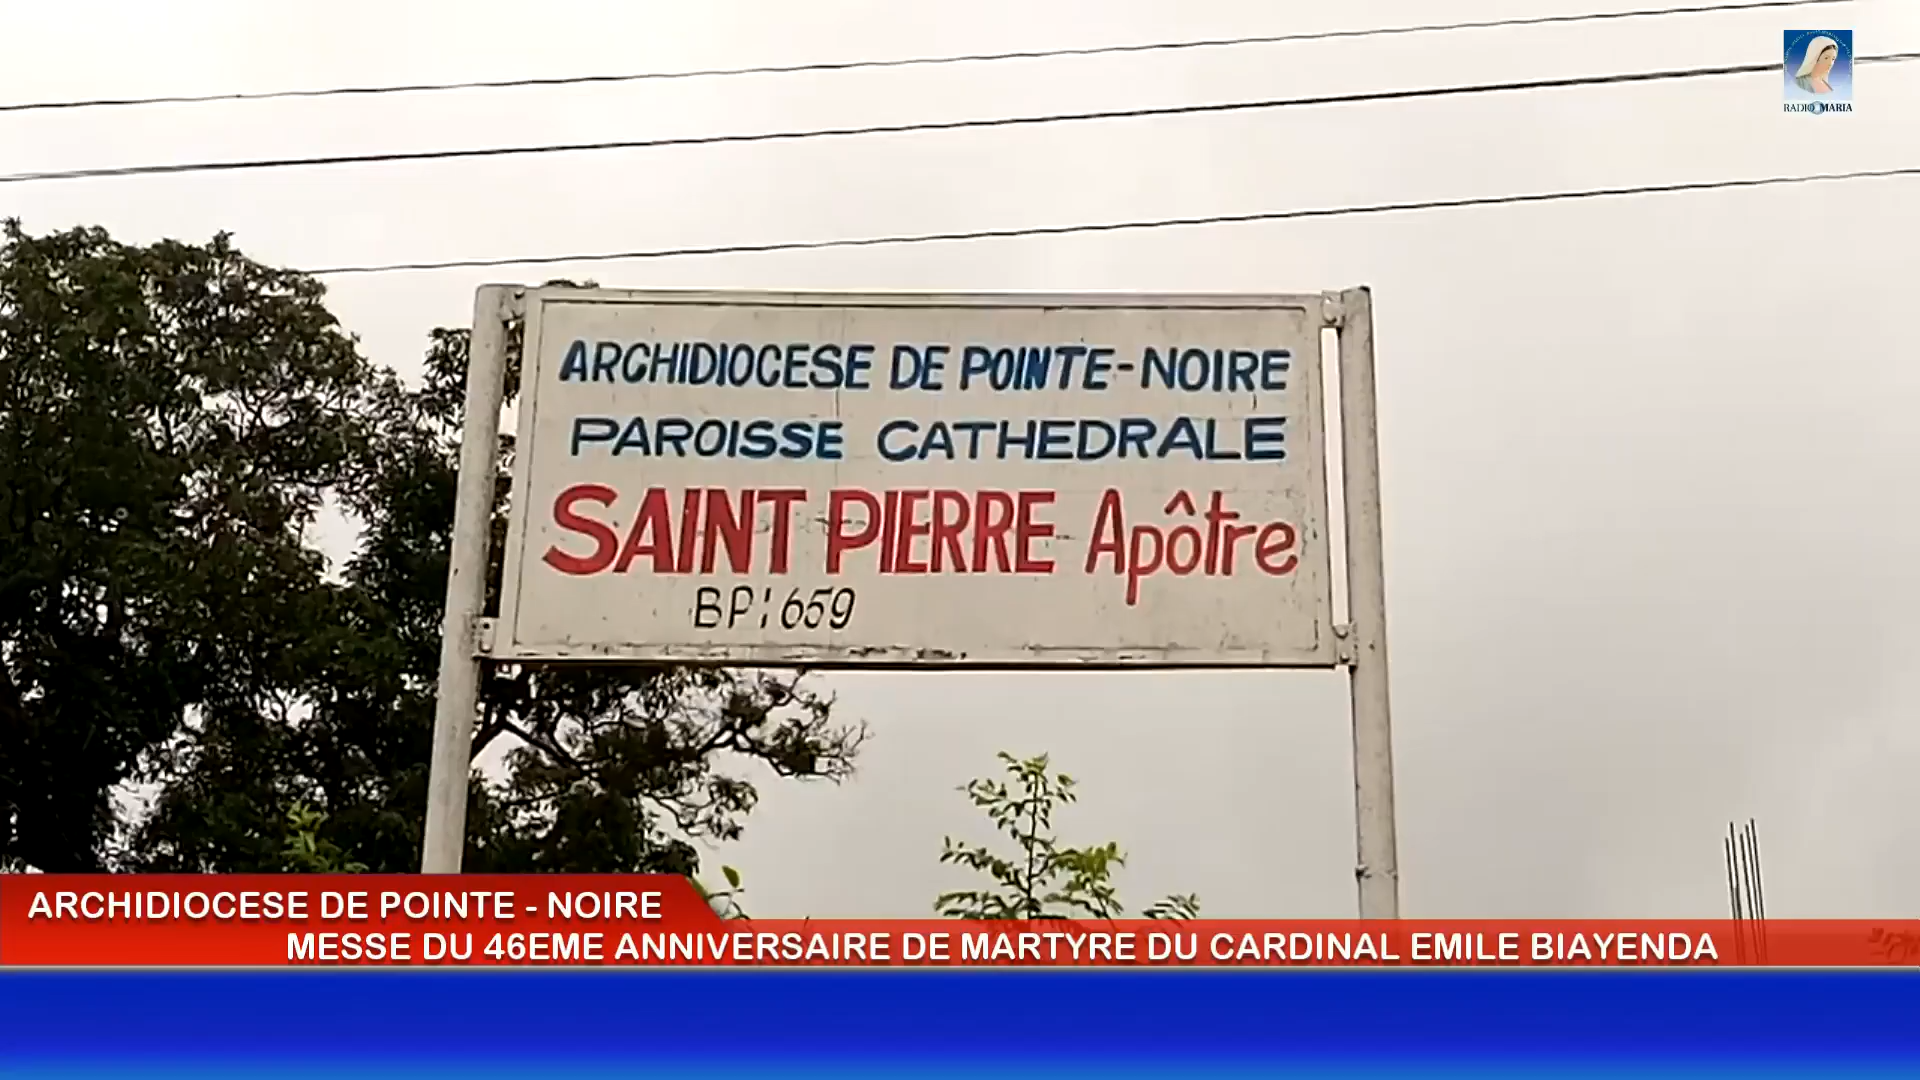 RADIO MARIA
ARCHIDIOCESE DE POINTE-NOIRE
PAROISSE CATHEDRALE
SAINT PIERRE Apôtre
BP: 659
ARCHIDIOCESE DE POINTE - NOIRE
MESSE DU 46EME ANNIVERSAIRE DE MARTYRE DU CARDINAL EMILE BIAYENDA